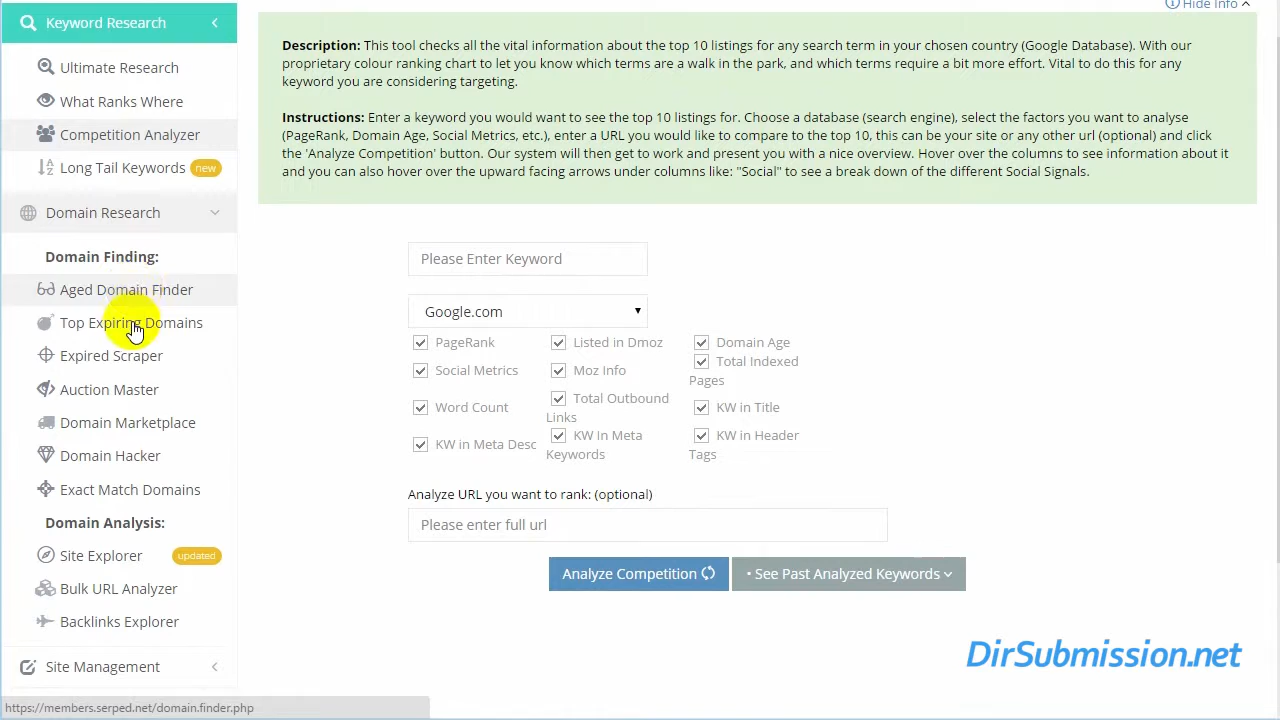 Keyword Research
Hide Info
Ultimate Research
What Ranks Where
Competition Analyzer
Long Tail Keywords new
Domain Research
Domain Finding:
Aged Domain Finder
Top Expiring Domains
Expired Scraper
Auction Master
Domain Marketplace
Domain Hacker
Exact Match Domains
Domain Analysis:
Site Explorer updated
Bulk URL Analyzer
Backlinks Explorer
Site Management
Description: This tool checks all the vital information about the top 10 listings for any search term in your chosen country (Google Database). With our
proprietary colour ranking chart to let you know which terms are a walk in the park, and which terms require a bit more effort. Vital to do this for any
keyword you are considering targeting.
Instructions: Enter a keyword you would want to see the top 10 listings for. Choose a database (search engine), select the factors you want to analyse
(PageRank, Domain Age, Social Metrics, etc.), enter a URL you would like to compare to the top 10, this can be your site or any other url (optional) and click
the 'Analyze Competition' button. Our system will then get to work and present you with a nice overview. Hover over the columns to see information about it
and you can also hover over the upward facing arrows under columns like: "Social" to see a break down of the different Social Signals.
Please Enter Keyword
Google.com
PageRank Listed in Dmoz Domain Age
Social Metrics Moz Info Total Indexed
Pages
Word Count Total Outbound
Links KW in Title
KW in Meta Desc KW In Meta
Keywords KW in Header
Tags
Analyze URL you want to rank: (optional)
Please enter full url
Analyze Competition • See Past Analyzed Keywords
DirSubmission.net
https://members.serped.net/domain.finder.php